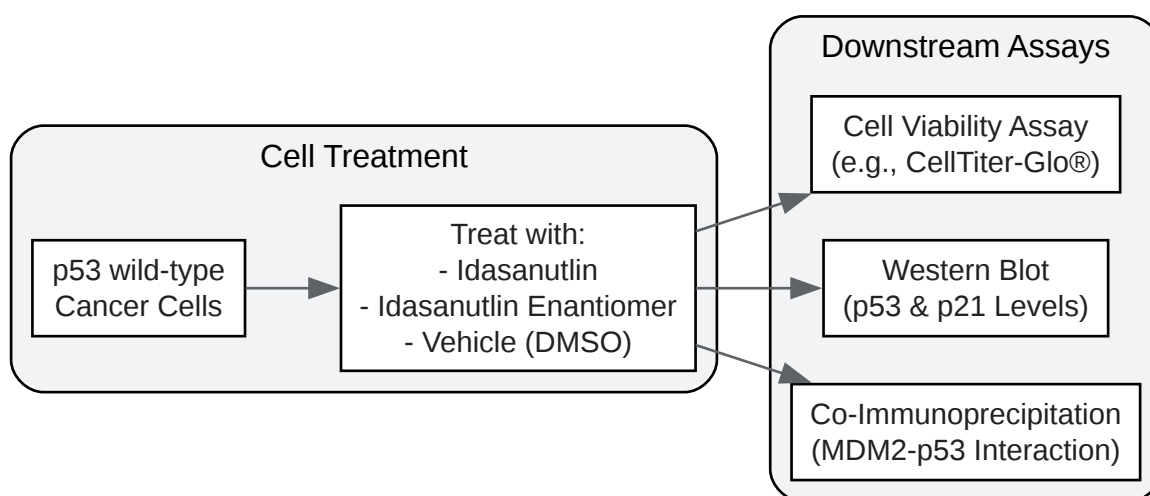 Cell Treatment
p53 wild-type
Cancer Cells
Treat with:
- Idasanutlin
- Idasanutlin Enantiomer
- Vehicle (DMSO)
Downstream Assays
Cell Viability Assay
(e.g., CellTiter-Glo®)
Western Blot
(p53 & p21 Levels)
Co-Immunoprecipitation
(MDM2-p53 Interaction)